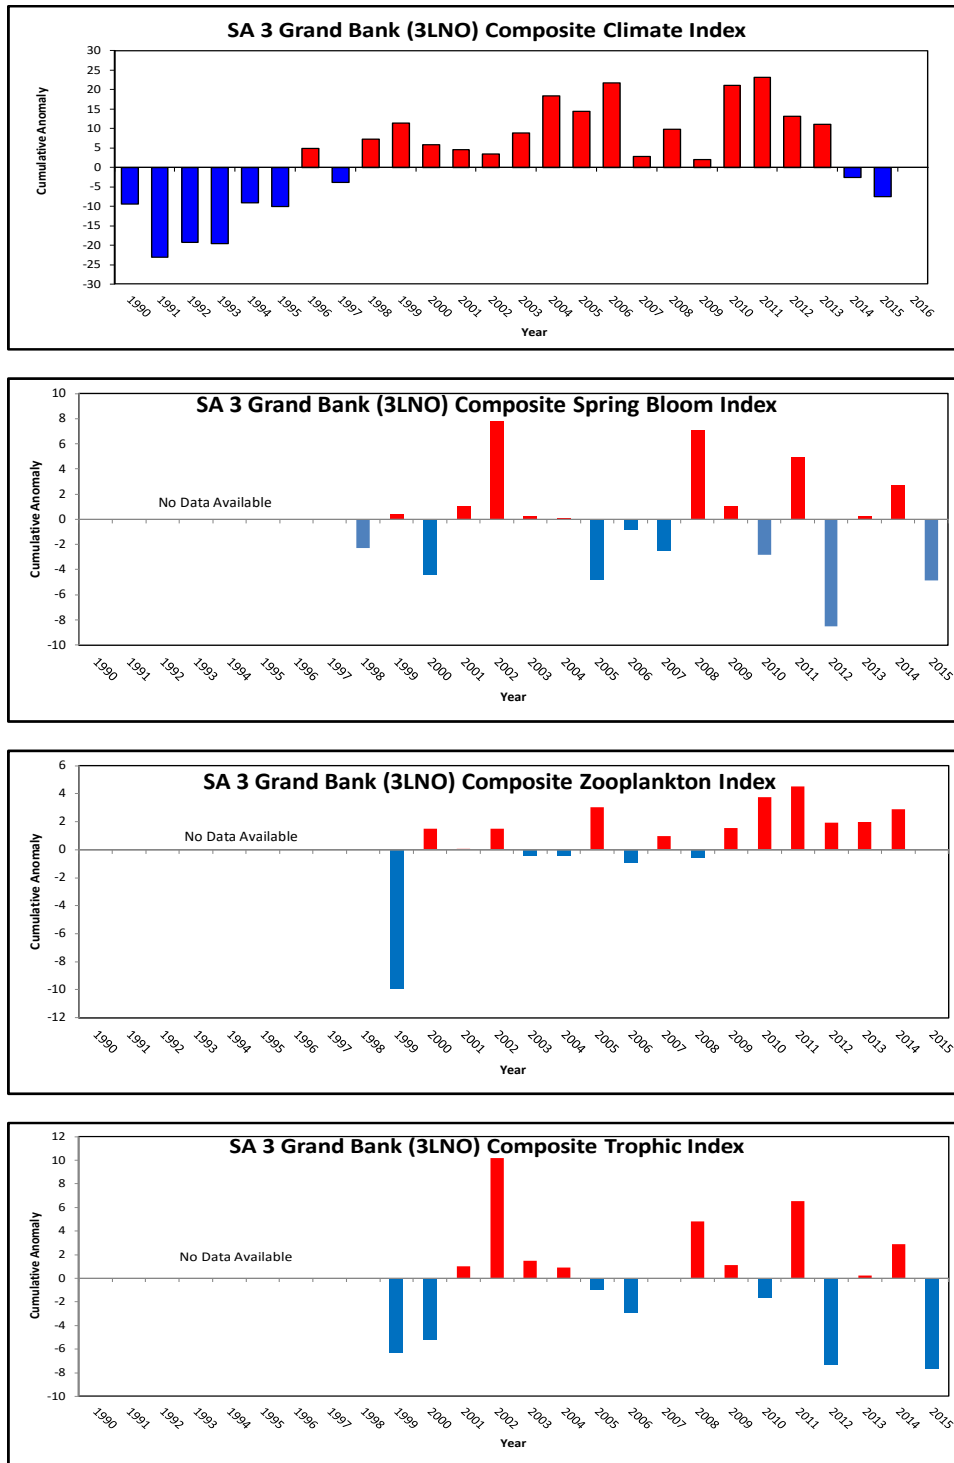 SA 3 Grand Bank (3LNO) Composite Climate Index
Cumulative Anomaly
30
25
20
15
10
5
0
-5
-10
-15
-20
-25
-30
1990 1991 1992 1993 1994 1995 1996 1997 1998 1999 2000 2001 2002 2003 2004 2005 2006 2007 2008 2009 2010 2011 2012 2013 2014 2015 2016
Year
SA 3 Grand Bank (3LNO) Composite Spring Bloom Index
Cumulative Anomaly
10
8
6
4
2
0
-2
-4
-6
-8
-10
No Data Available
1990 1991 1992 1993 1994 1995 1996 1997 1998 1999 2000 2001 2002 2003 2004 2005 2006 2007 2008 2009 2010 2011 2012 2013 2014 2015
Year
SA 3 Grand Bank (3LNO) Composite Zooplankton Index
Cumulative Anomaly
6
4
2
0
-2
-4
-6
-8
-10
-12
No Data Available
1990 1991 1992 1993 1994 1995 1996 1997 1998 1999 2000 2001 2002 2003 2004 2005 2006 2007 2008 2009 2010 2011 2012 2013 2014 2015
Year
SA 3 Grand Bank (3LNO) Composite Trophic Index
Cumulative Anomaly
12
10
8
6
4
2
0
-2
-4
-6
-8
-10
No Data Available
1990 1991 1992 1993 1994 1995 1996 1997 1998 1999 2000 2001 2002 2003 2004 2005 2006 2007 2008 2009 2010 2011 2012 2013 2014 2015
Year